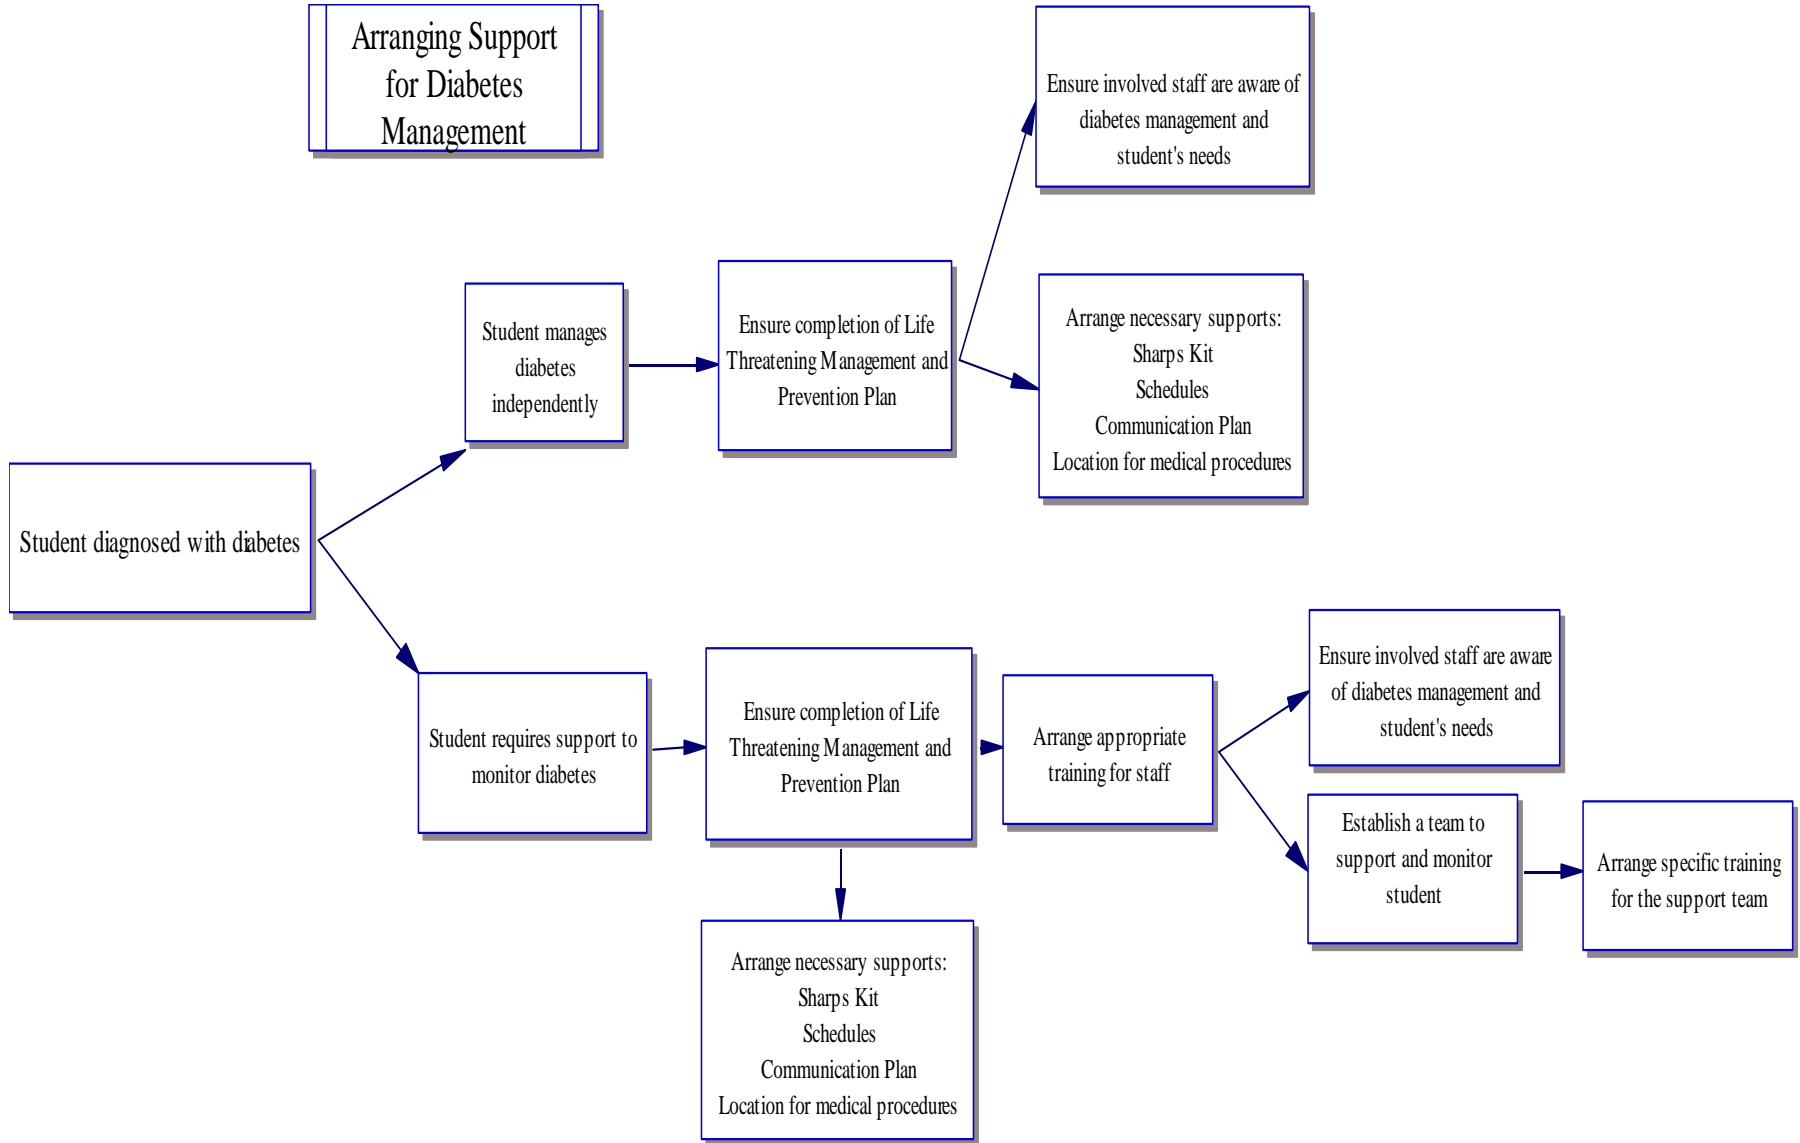 Arranging Support
for Diabetes
Management
Ensure involved staff are aware of
diabetes management and
student's needs
Student manages
diabetes
independently
Ensure completion of Life
Threatening Management and
Prevention Plan
Arrange necessary supports:
Sharps Kit
Schedules
Communication Plan
Location for medical procedures
Student diagnosed with diabetes
Student requires support to
monitor diabetes
Ensure completion of Life
Threatening Management and
Prevention Plan
Arrange appropriate
training for staff
Ensure involved staff are aware
of diabetes management and
student's needs
Establish a team to
support and monitor
student
Arrange specific training
for the support team
Arrange necessary supports:
Sharps Kit
Schedules
Communication Plan
Location for medical procedures